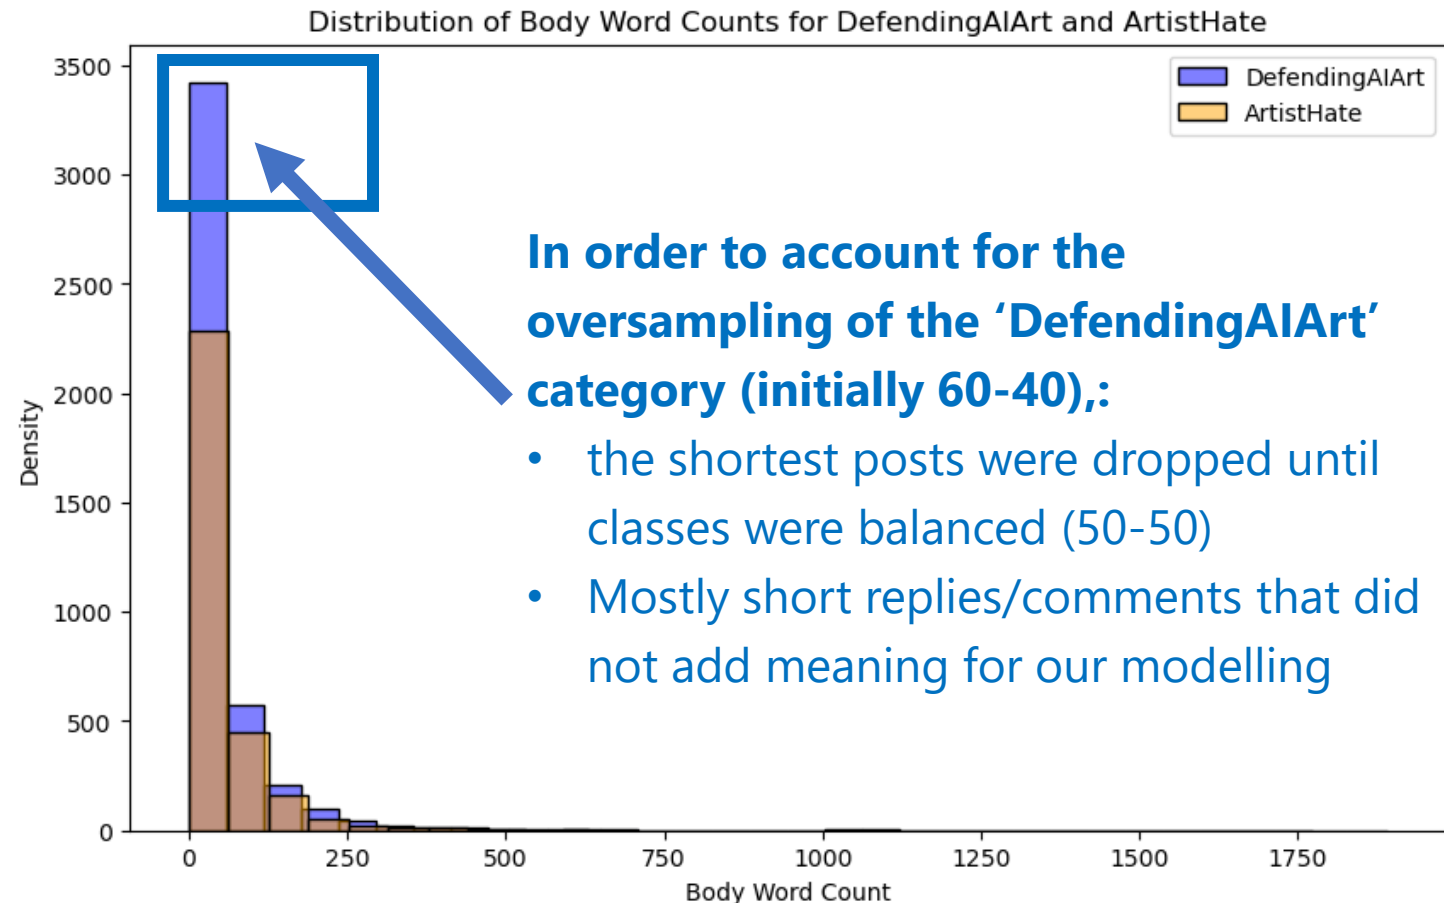 Distribution of Body Word Counts for DefendingAIArt and ArtistHate
DefendingAIArt
ArtistHate
3500
3000
2500
2000
1500
1000
500
0
Density
In order to account for the
oversampling of the ‘DefendingAIArt’
category (initially 60-40),:
• the shortest posts were dropped until
classes were balanced (50-50)
• Mostly short replies/comments that did
not add meaning for our modelling
0 250 500 750 1000 1250 1500 1750
Body Word Count